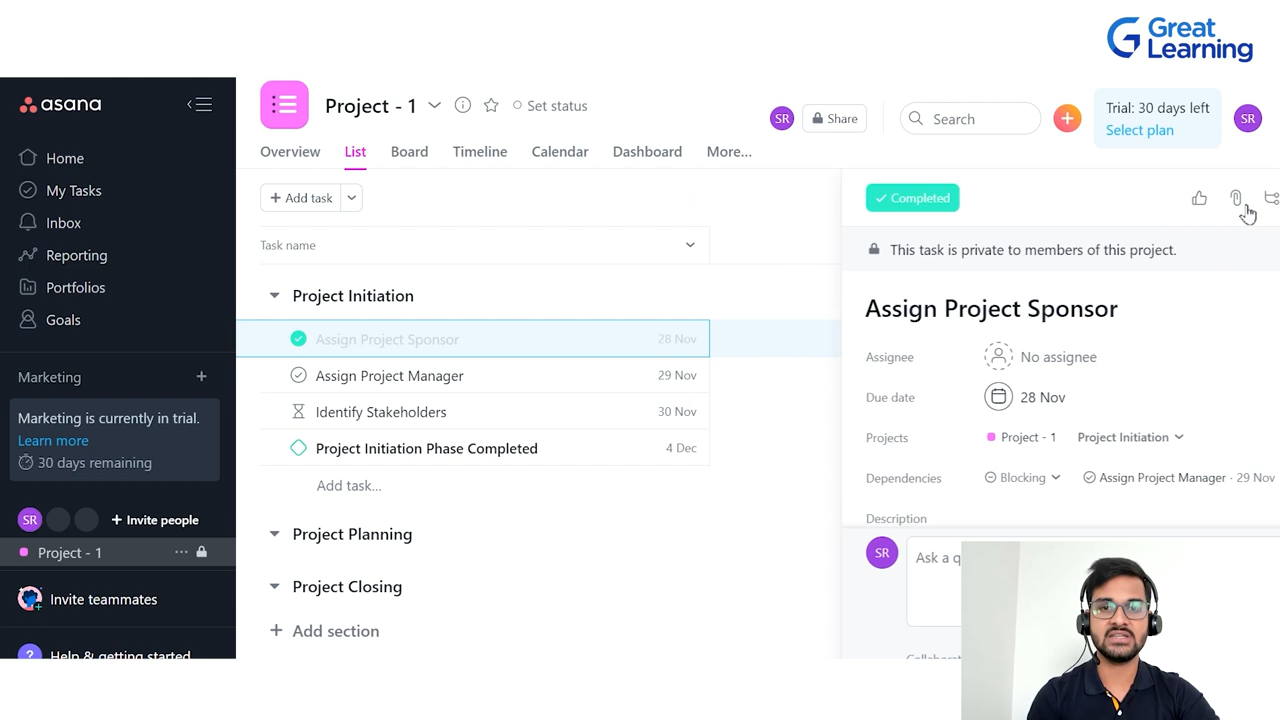 Great
Learning
asana
Home
My Tasks
Inbox
Reporting
Portfolios
Goals
Marketing
Marketing is currently in trial.
Learn more
30 days remaining
SR
Invite people
Project - 1
Invite teammates
? Help & getting started
Project - 1
Set status
SR
Share
Search
Trial: 30 days left
Select plan
SR
Overview
List
Board
Timeline
Calendar
Dashboard
More...
+ Add task
Task name
Project Initiation
Assign Project Sponsor 28 Nov
Assign Project Manager 29 Nov
Identify Stakeholders 30 Nov
Project Initiation Phase Completed 4 Dec
Add task...
Project Planning
Project Closing
+ Add section
Completed
This task is private to members of this project.
Assign Project Sponsor
Assignee No assignee
Due date 28 Nov
Projects Project - 1 Project Initiation
Dependencies Blocking Assign Project Manager · 29 Nov
Description
SR
Ask a